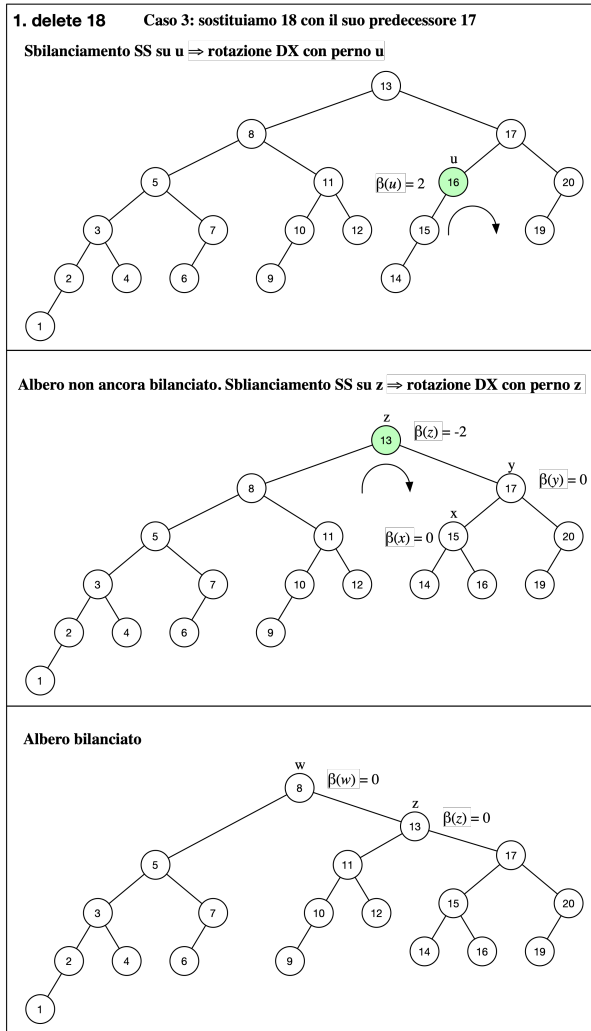 1. delete 18 Caso 3: sostituiamo 18 con il suo predecessore 17
Sbilanciamento SS su u ⇒ rotazione DX con perno u
13
8 17
u
5 11 β(u) = 2 16 20
3 7 10 12 15 19
2 4 6 9 14
1
Albero non ancora bilanciato. Sblianciamento SS su z ⇒ rotazione DX con perno z
z
13 β(z) = -2
y
8 17 β(y) = 0
x
5 11 β(x) = 0 15 20
3 7 10 12 14 16 19
2 4 6 9
1
Albero bilanciato
w
8 β(w) = 0
z
13 β(z) = 0
5 11 17
3 7 10 12 15 20
2 4 6 9 14 16 19
1